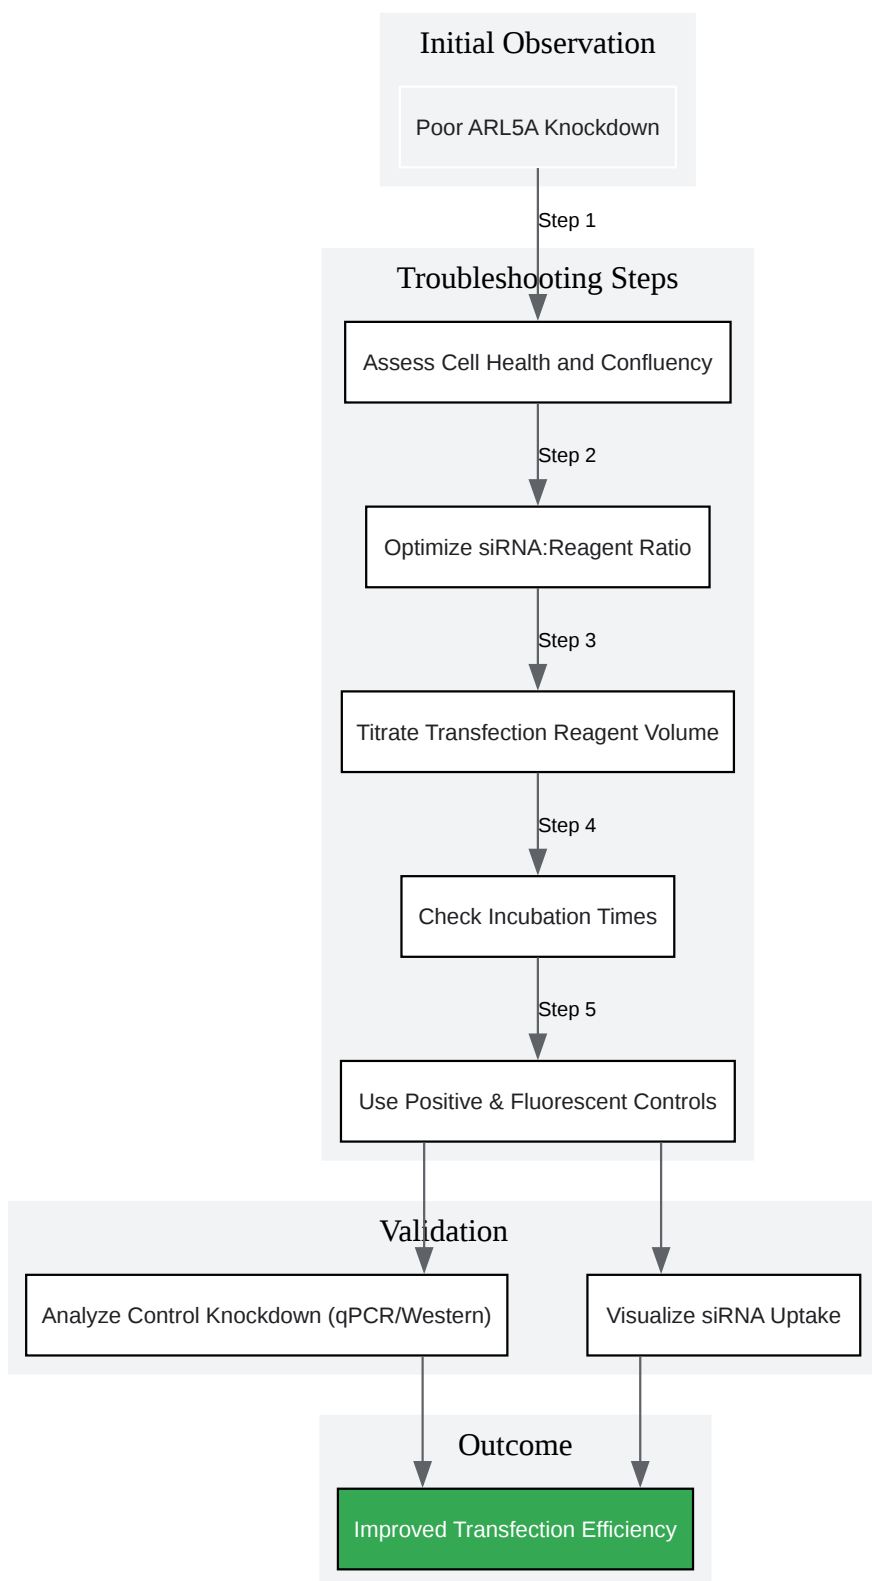 Initial Observation
Poor ARL5A Knockdown
Step 1
Troubleshooting Steps
Assess Cell Health and Confluency
Step 2
Optimize siRNA:Reagent Ratio
Step 3
Titrate Transfection Reagent Volume
Step 4
Check Incubation Times
Step 5
Use Positive & Fluorescent Controls
Validation
Analyze Control Knockdown (qPCR/Western)
Visualize siRNA Uptake
Outcome
Improved Transfection Efficiency